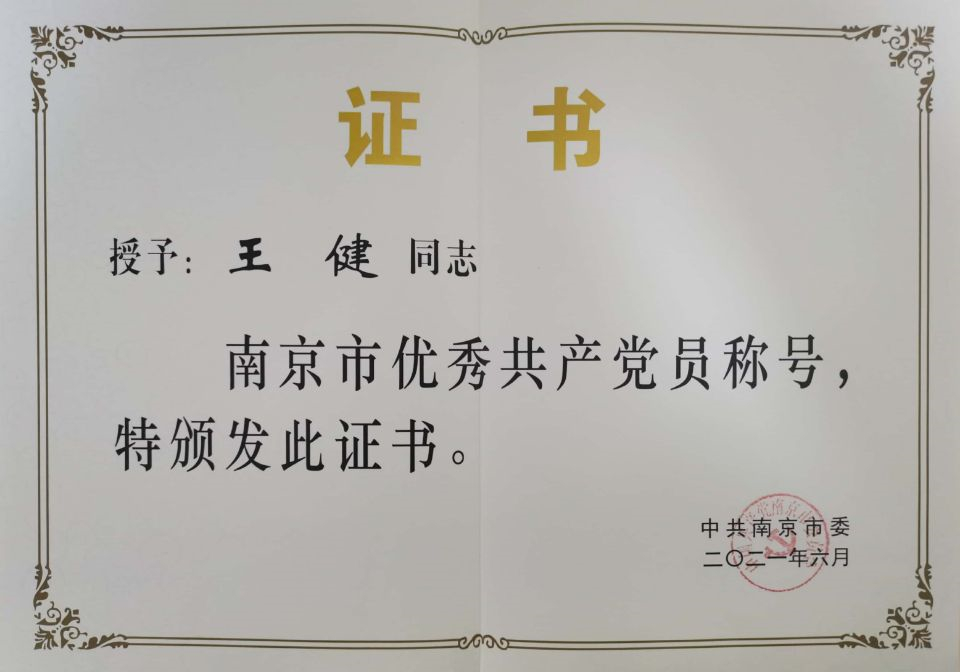 证书
授予：王健同志
南京市优秀共产党员称号，
特颁发此证书。
中共南京市委
二〇二一年六月